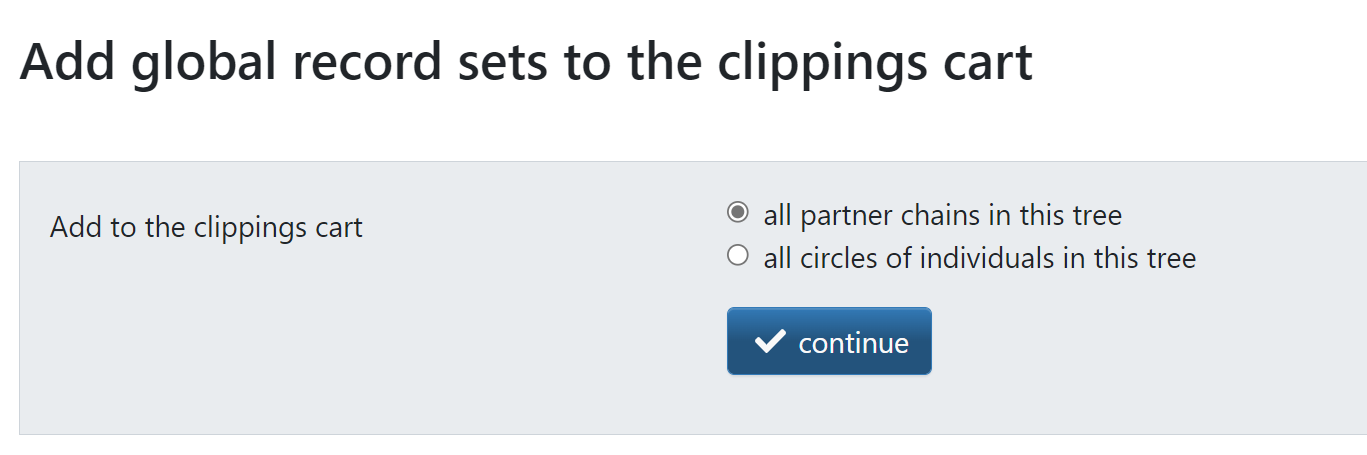 Add global record sets to the clippings cart
Add to the clippings cart
all partner chains in this tree
all circles of individuals in this tree
continue